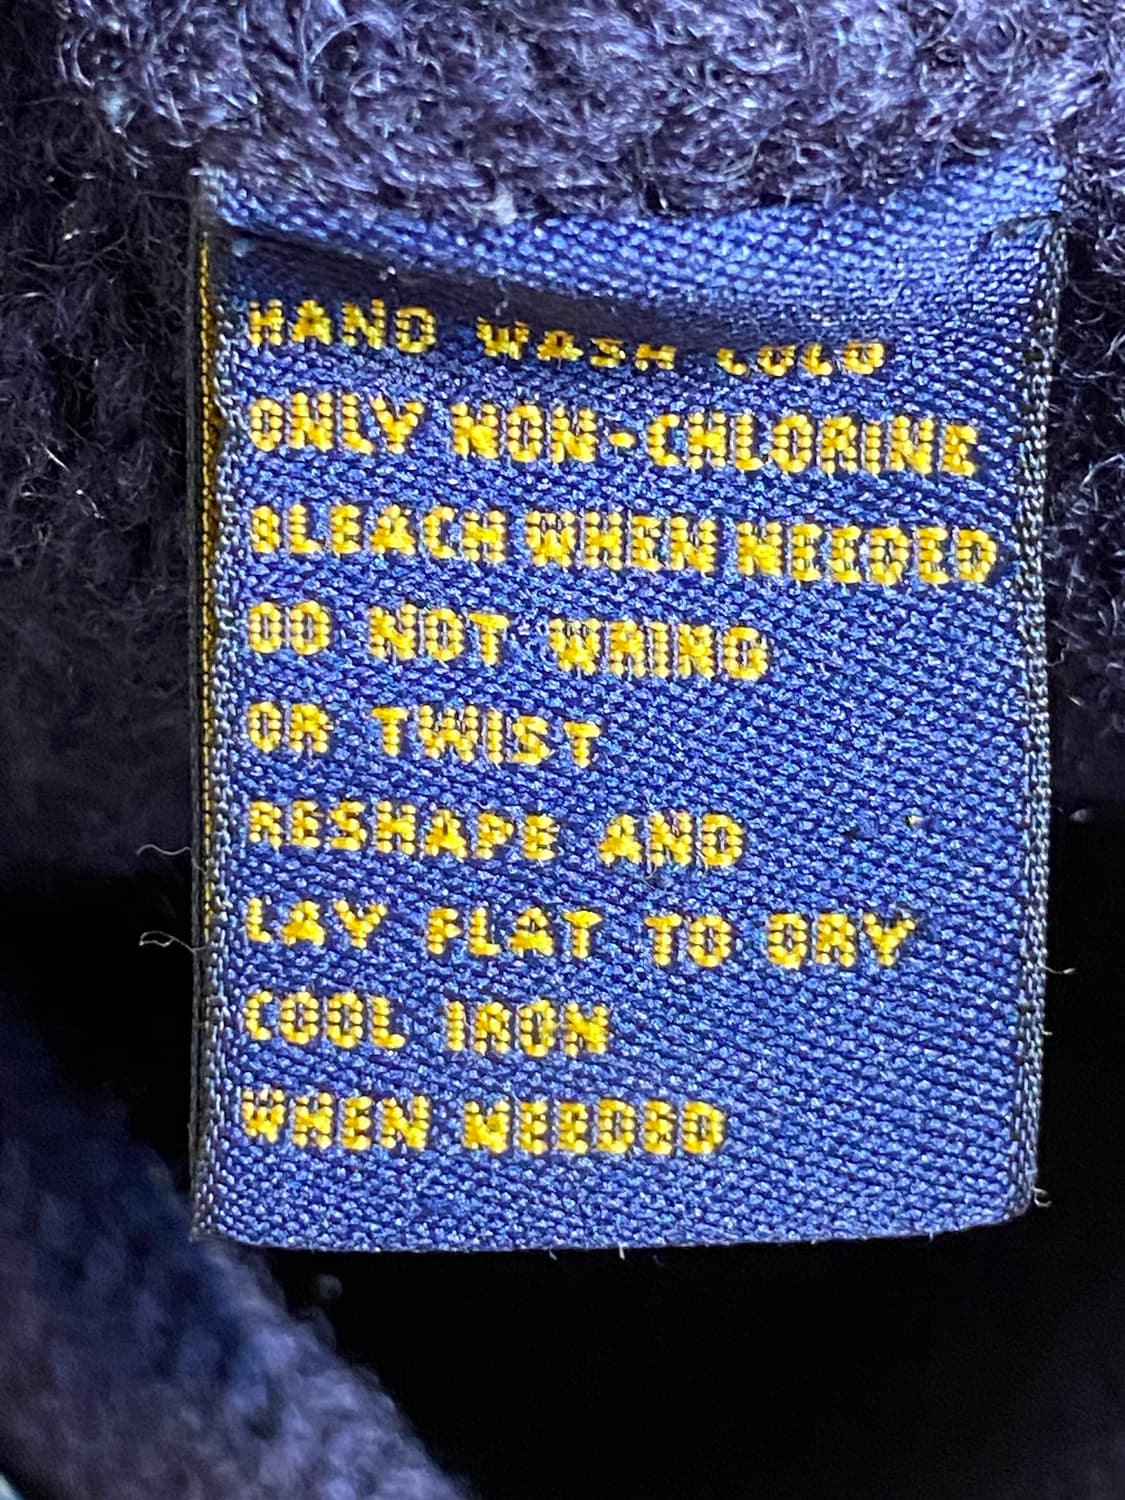 HAND WASH COLD
ONLY NON-CHLORINE
BLEACH WHEN NEEDED
DO NOT WRING
OR TWIST
RESHAPE AND
LAY FLAT TO DRY
COOL IRON
WHEN NEEDED